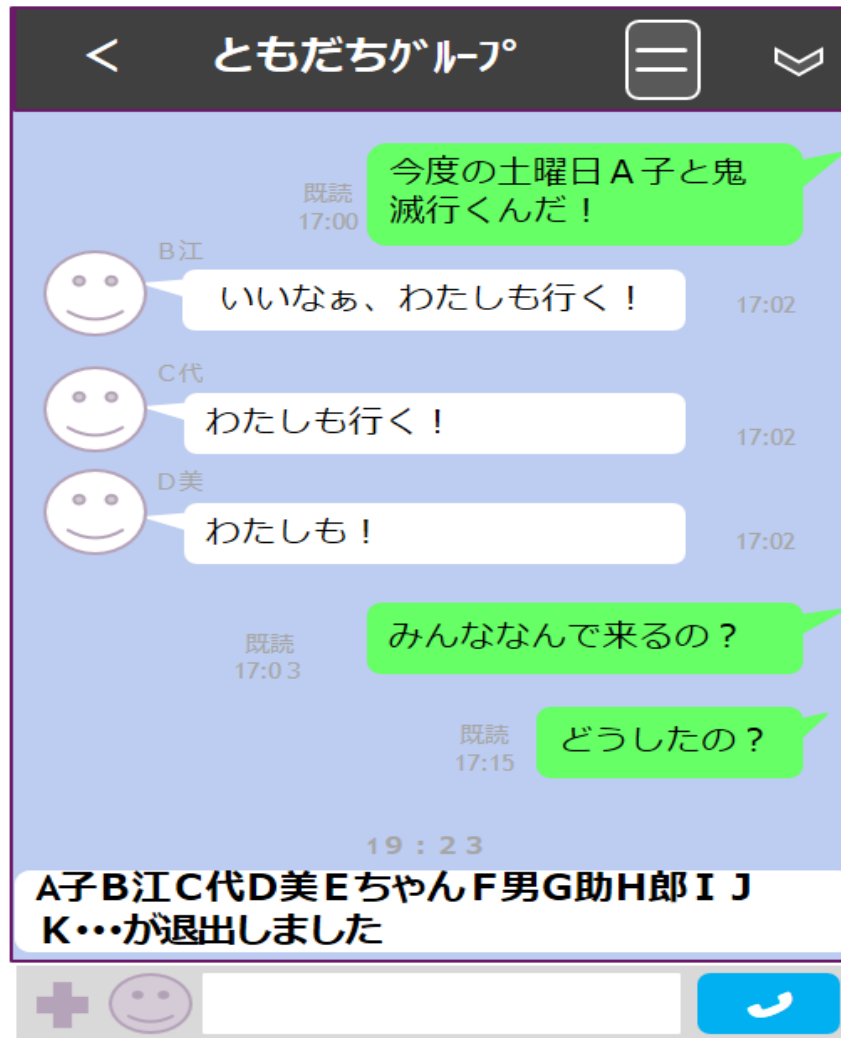 < ともだちｸﾞﾙｰﾌﾟ
今度の土曜日Ａ子と鬼
滅行くんだ！
既読
17:00
Ｂ江
いいなぁ、わたしも行く！
17:02
Ｃ代
わたしも行く！
17:02
Ｄ美
わたしも！
17:02
みんななんで来るの？
既読
17:0３
どうしたの？
既読
17:15
１９：２３
A子B江C代D美EちゃんF男G助H郎ＩＪ
Ｋ・・・が退出しました